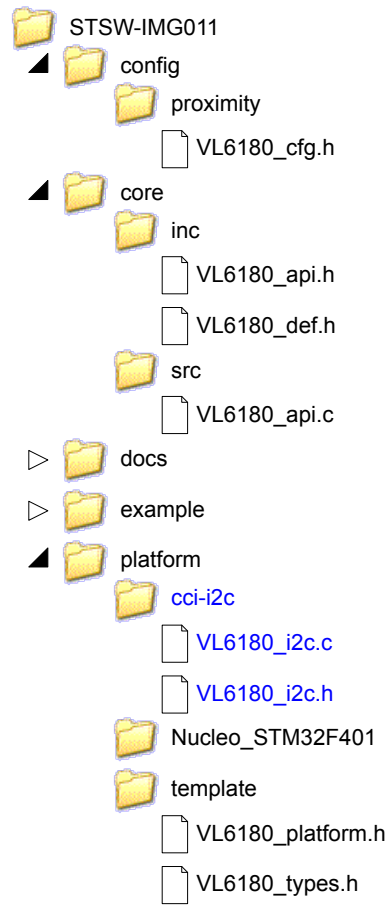 STSW-IMG011
config
proximity
VL6180_cfg.h
core
inc
VL6180_api.h
VL6180_def.h
src
VL6180_api.c
docs
example
platform
cci-i2c
VL6180_i2c.c
VL6180_i2c.h
Nucleo_STM32F401
template
VL6180_platform.h
VL6180_types.h